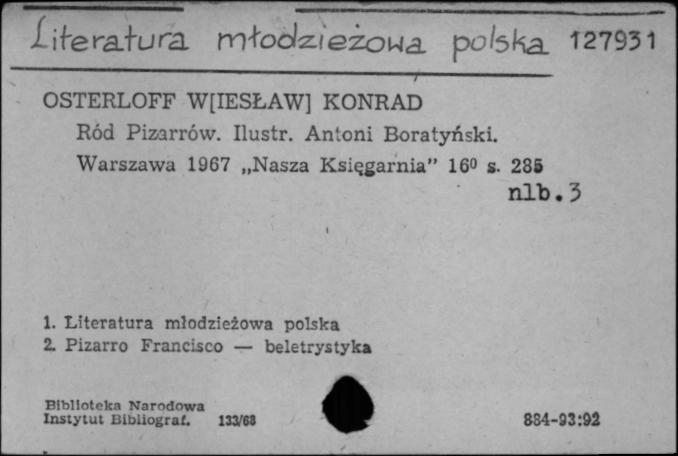 Literatura młodzieżowa polska 127931
OSTERLOFF W[IESŁAW] KONRAD
Ród Pizarrów. Ilustr. Antoni Boratyński.
Warszawa 1967 „Nasza Księgarnia” 16⁰ s. 285
nlb. 3
1. Literatura młodzieżowa polska
2. Pizarro Francisco — beletrystyka
Biblioteka Narodowa
Instytut Bibliograf. 133/68
884-93:92